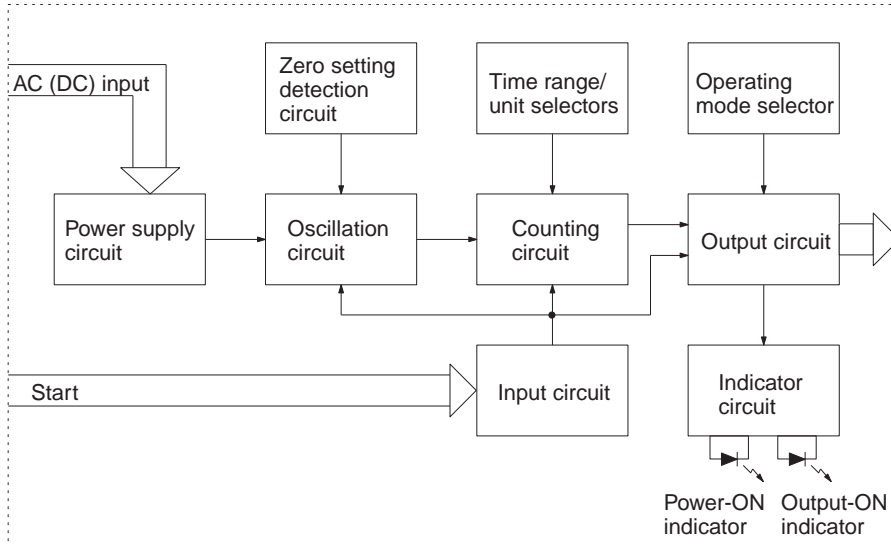 AC (DC) input
Zero setting
detection
circuit
Time range/
unit selectors
Operating
mode selector
Power supply
circuit
Oscillation
circuit
Counting
circuit
Output circuit
Start
Input circuit
Indicator
circuit
Power-ON
indicator
Output-ON
indicator